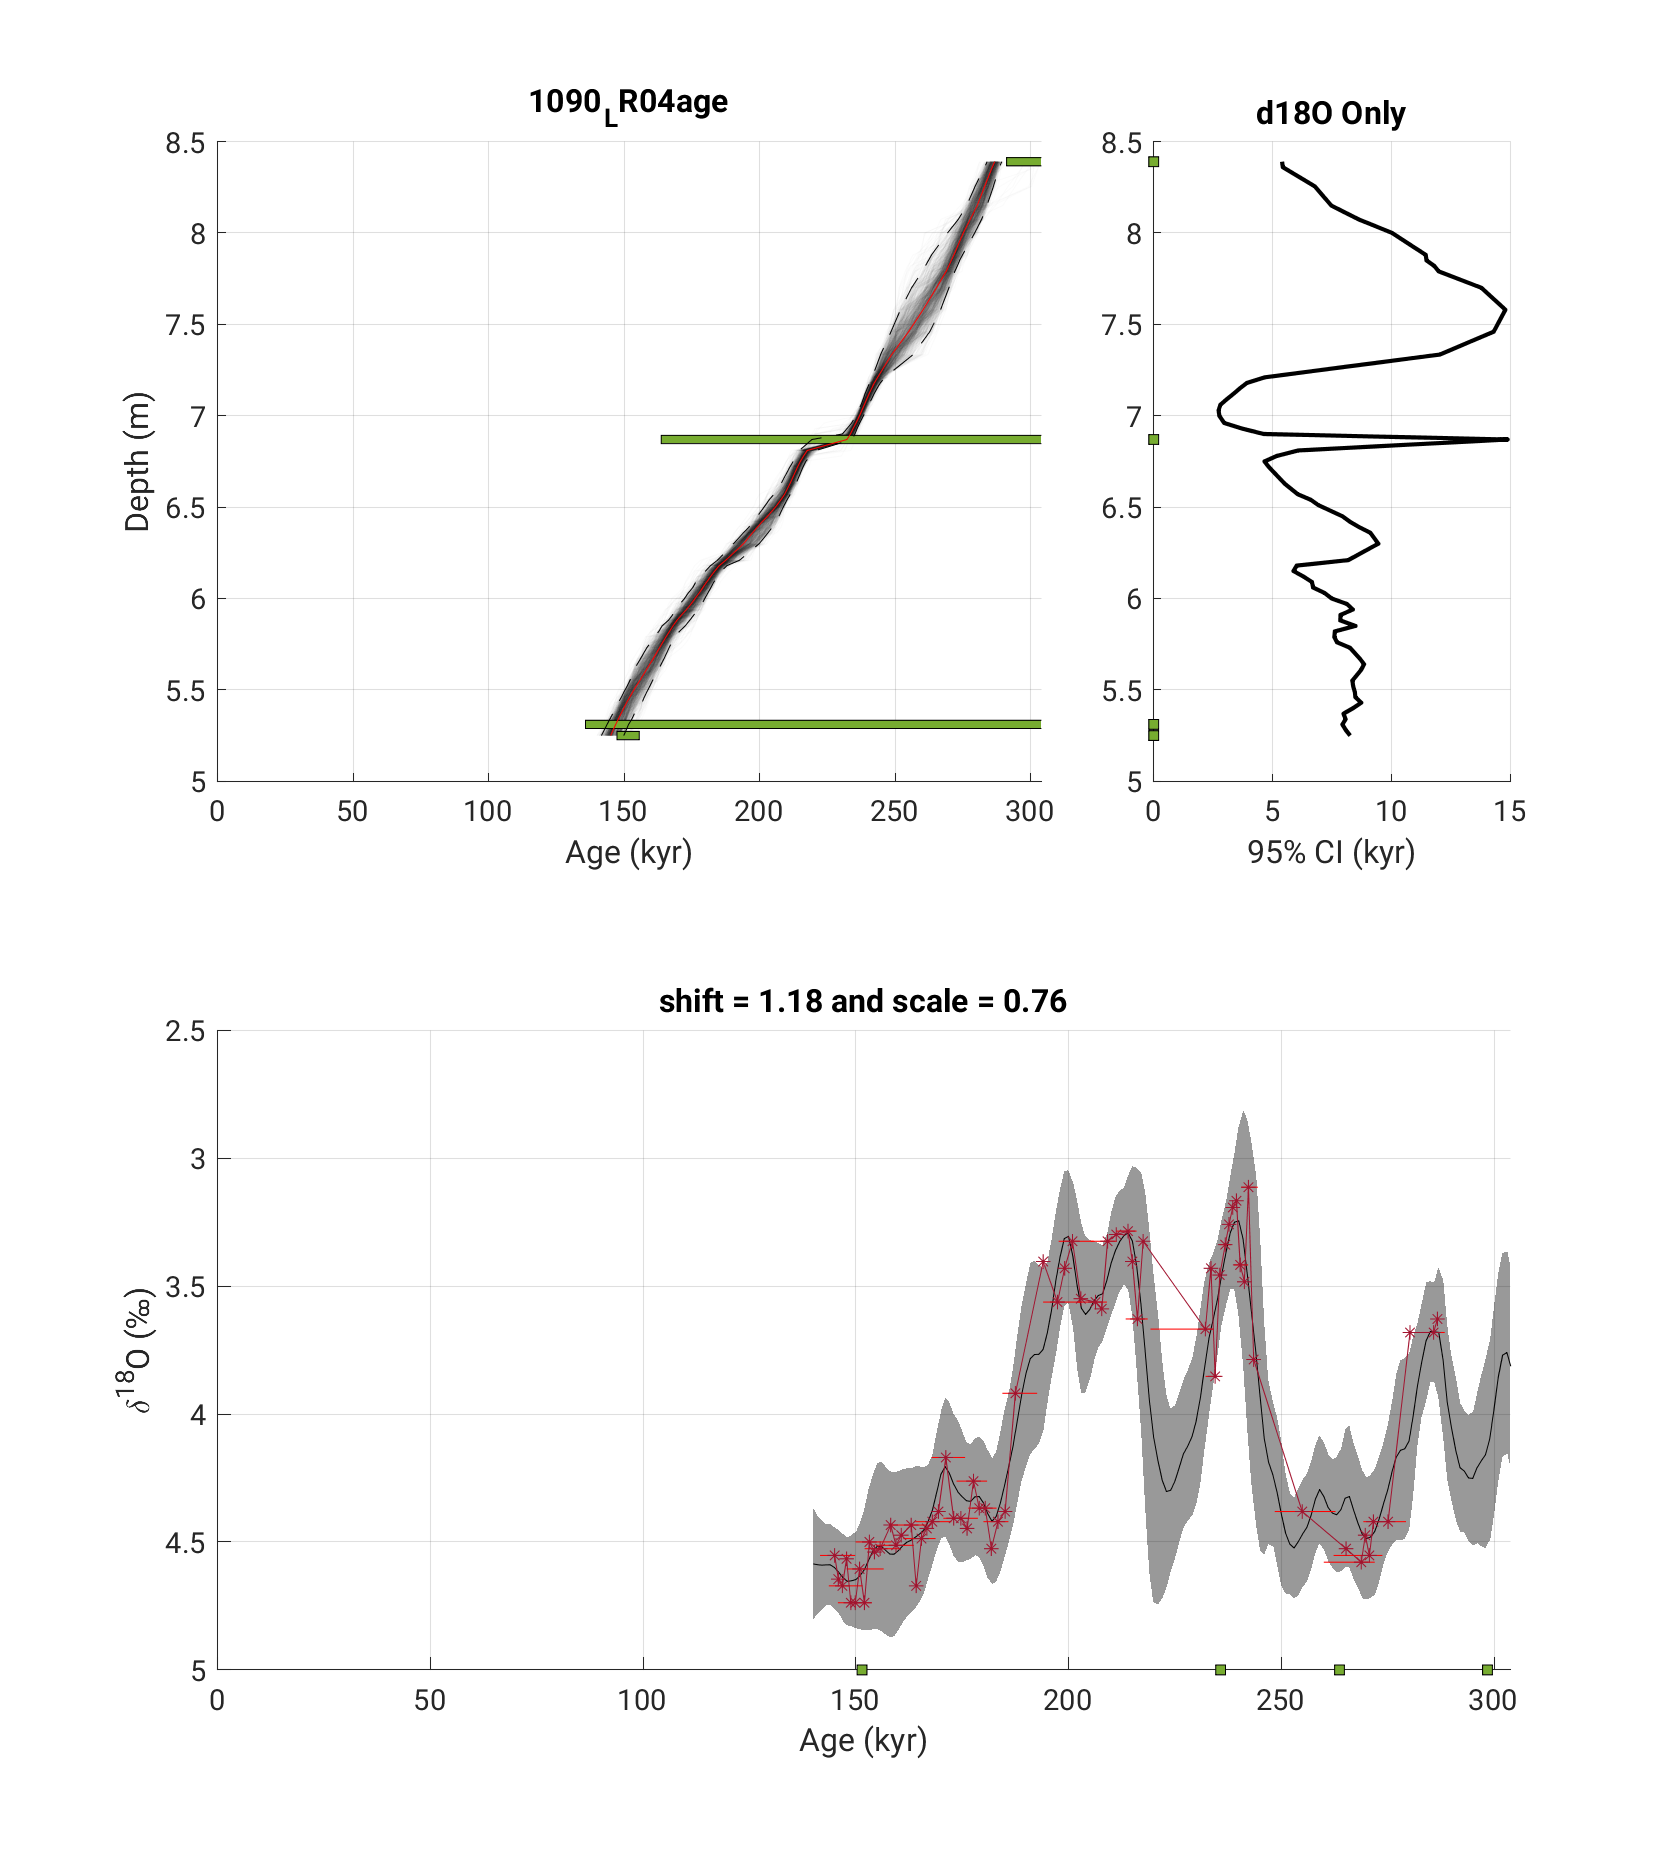 1090LR04age
d18O Only
8.5
8
7.5
7
6.5
6
5.5
5
Depth (m)
0 50 100 150 200 250 300
Age (kyr)
8.5
8
7.5
7
6.5
6
5.5
5
0 5 10 15
95% CI (kyr)
shift = 1.18 and scale = 0.76
2.5
3
3.5
4
4.5
5
δ18O (‰)
0 50 100 150 200 250 300
Age (kyr)